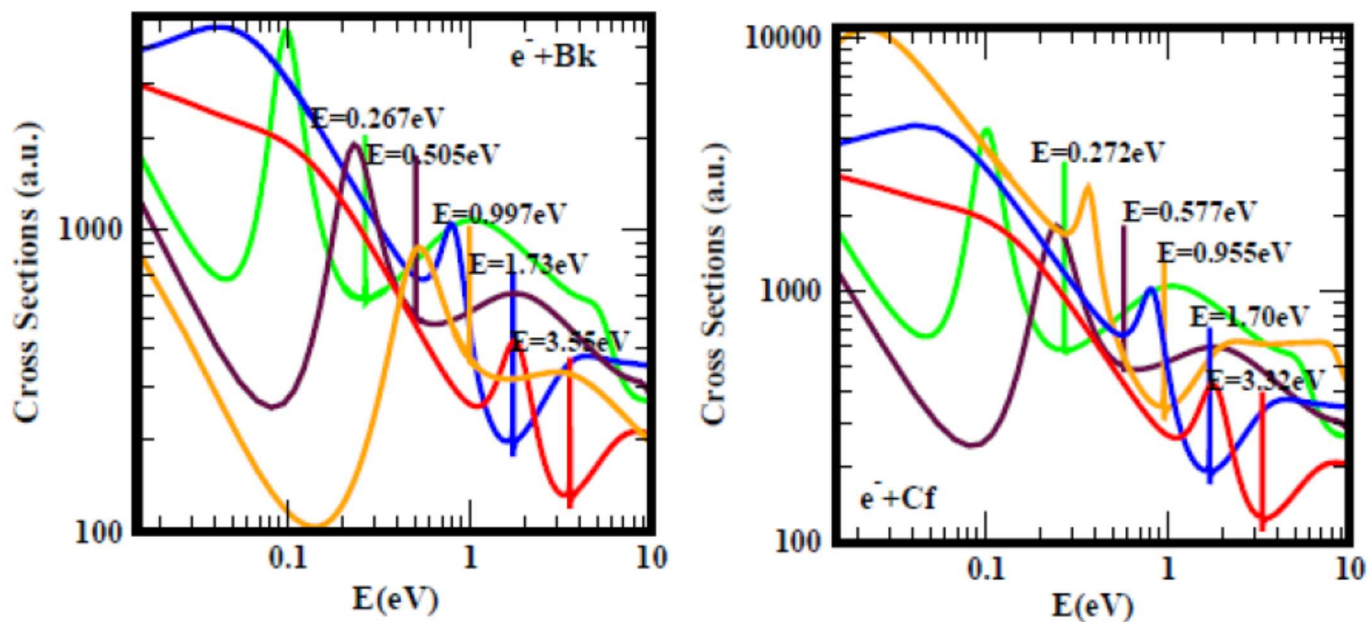 e⁻+Bk
E=0.267eV
E=0.505eV
E=0.997eV
E=1.73eV
E=3.55eV
1000
100
Cross Sections (a.u.)
0.1 1 10
E(eV)
10000
E=0.272eV
E=0.577eV
E=0.955eV
E=1.70eV
E=3.32eV
1000
100
Cross Sections (a.u.)
e⁻+Cf
0.1 1 10
E(eV)